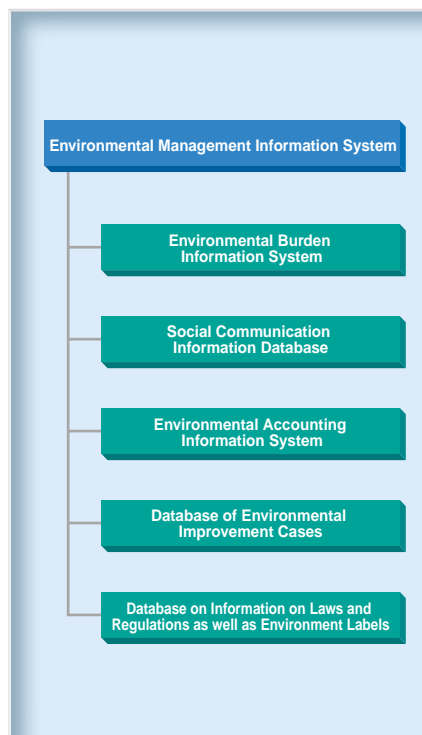 Environmental Management Information System
Environmental Burden
Information System
Social Communication
Information Database
Environmental Accounting
Information System
Database of Environmental
Improvement Cases
Database on Information on Laws and
Regulations as well as Environment Labels